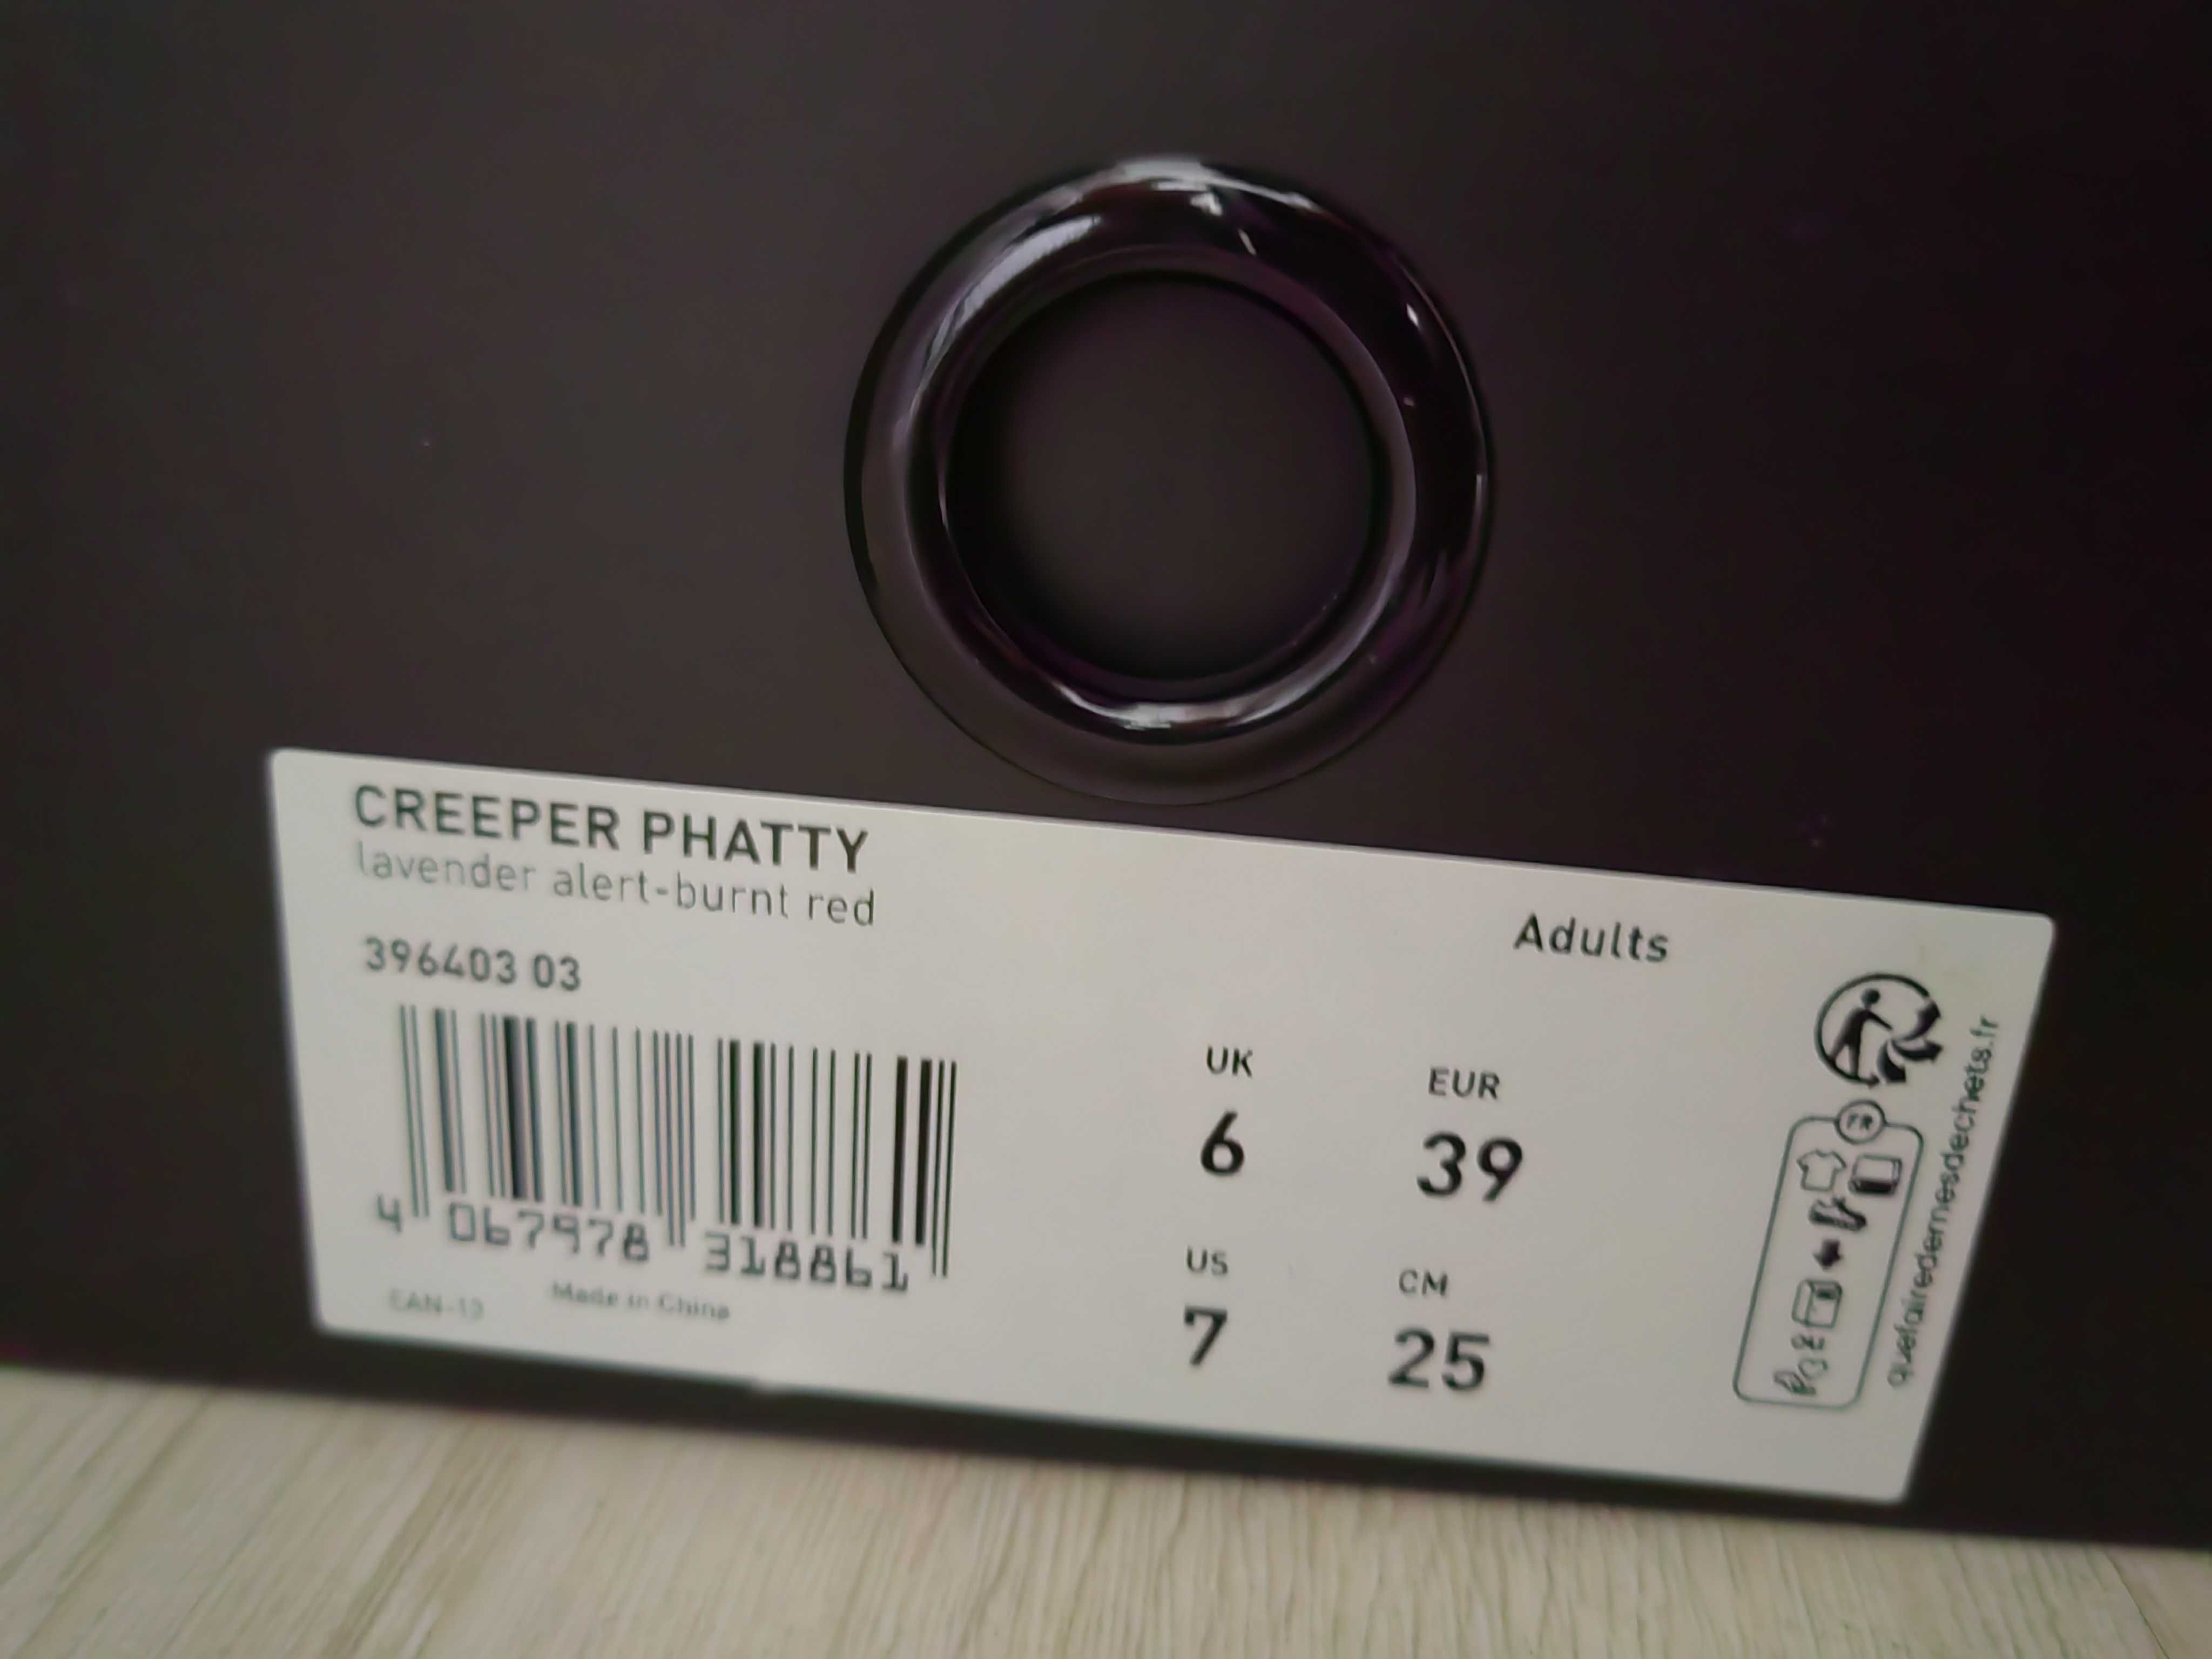 CREEPER PHATTY
lavender alert-burnt red
396403 03
Adults
UK
6
EUR
39
US
7
CM
25
4 067978 318861
EAN-13
Made in China
FR
quefairedemesdechets.fr